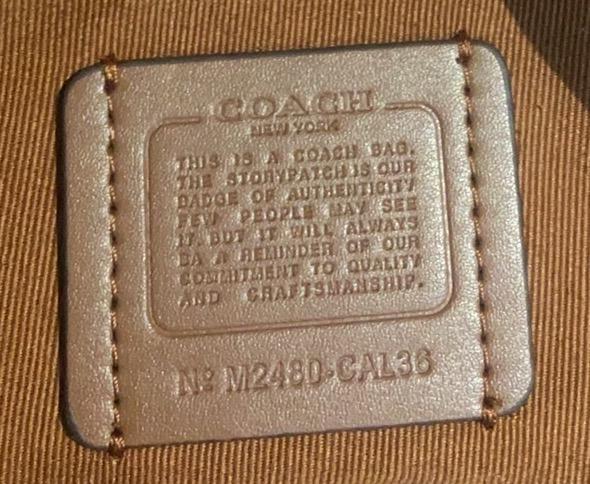 COACH
NEW YORK
THIS IS A COACH BAG.
THE STORYPATCH IS OUR
BADGE OF AUTHENTICITY
FEW PEOPLE MAY SEE
IT. BUT IT WILL ALWAYS
BA A REMINDER OF OUR
COMMITMENT TO QUALITY
AND CRAFTSMANSHIP.
Nº M2480-CAL36